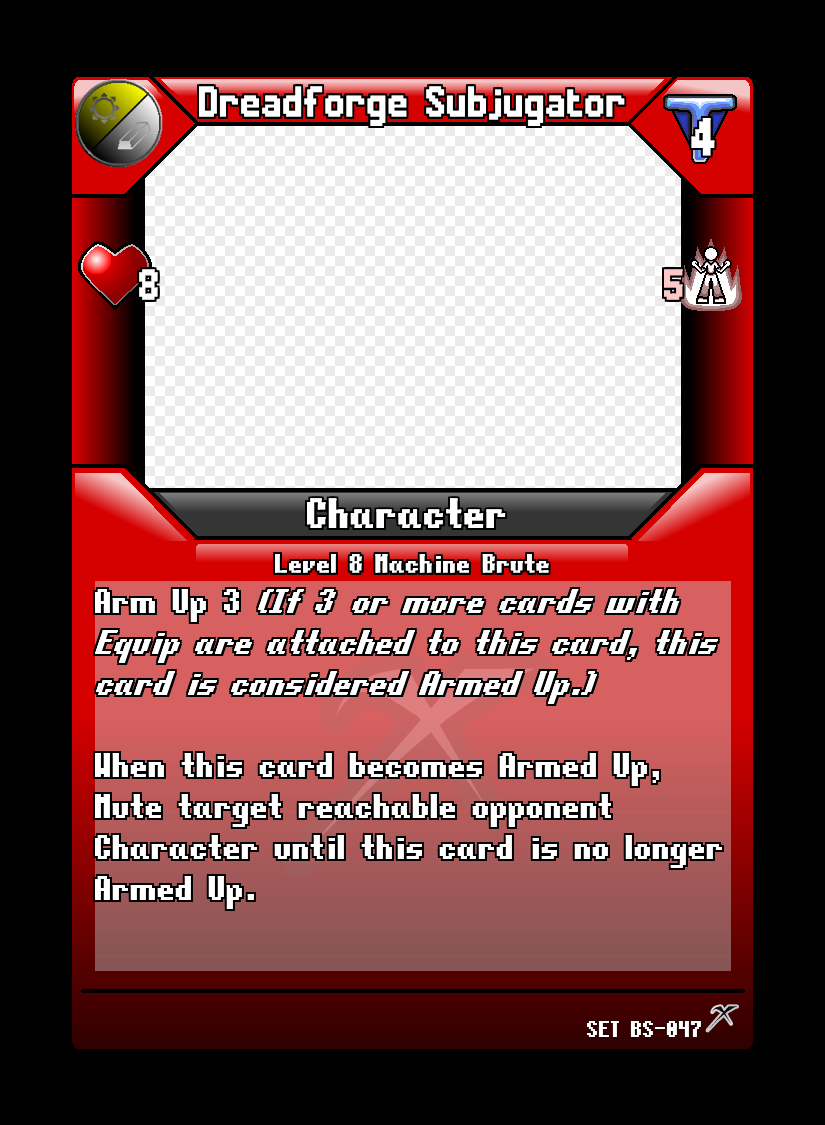 Dreadforge Subjugator
4
8
5
Character
Level 8 Machine Brute
Arm Up 3 (If 3 or more cards with
Equip are attached to this card, this
card is considered Armed Up.)
When this card becomes Armed Up,
Mute target reachable opponent
Character until this card is no longer
Armed Up.
SET BS-047